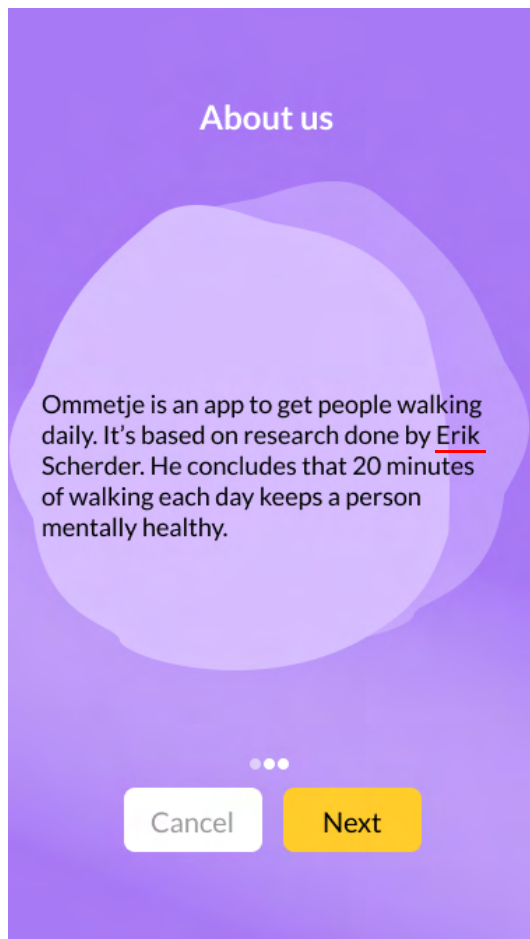 About us
Ommetje is an app to get people walking
daily. It’s based on research done by Erik
Scherder. He concludes that 20 minutes
of walking each day keeps a person
mentally healthy.
Cancel
Next